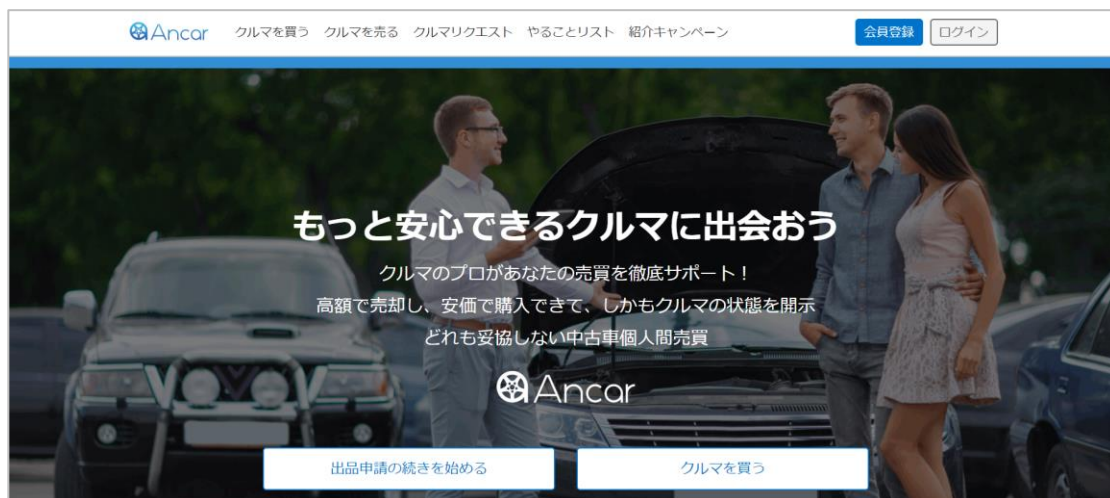 Ancar クルマを買う クルマを売る クルマリクエスト やることリスト 紹介キャンペーン 会員登録 ログイン
もっと安心できるクルマに出会おう
クルマのプロがあなたの売買を徹底サポート！
高額で売却し、安価で購入できて、しかもクルマの状態を開示
どれも妥協しない中古車個人間売買
Ancar
出品申請の続きを始める クルマを買う